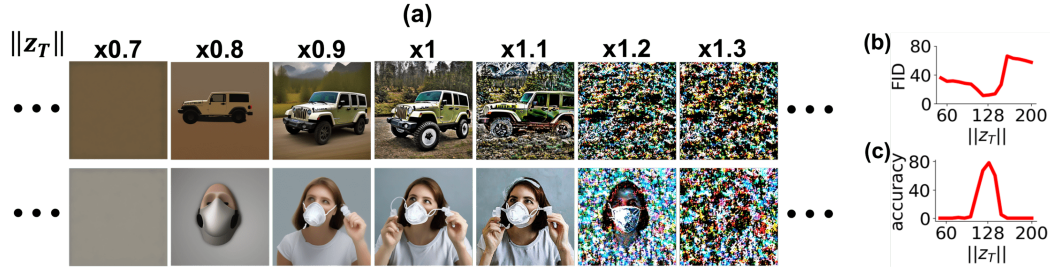 (a)
||z_T|| x0.7 x0.8 x0.9 x1 x1.1 x1.2 x1.3
(b)
FID
80
40
0
60 128 200
||z_T||
(c)
accuracy
80
40
0
60 128 200
||z_T||